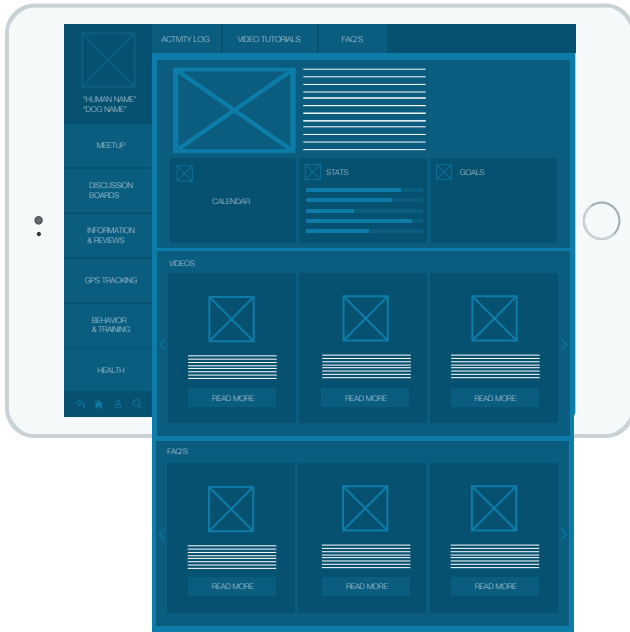 ACTIVITY LOG
VIDEO TUTORIALS
FAQ'S
"HUMAN NAME"
"DOG NAME"
MEETUP
DISCUSSION
BOARDS
INFORMATION
& REVIEWS
GPS TRACKING
BEHAVIOR
& TRAINING
HEALTH
CALENDAR
STATS
GOALS
VIDEOS
READ MORE
READ MORE
READ MORE
FAQ'S
READ MORE
READ MORE
READ MORE